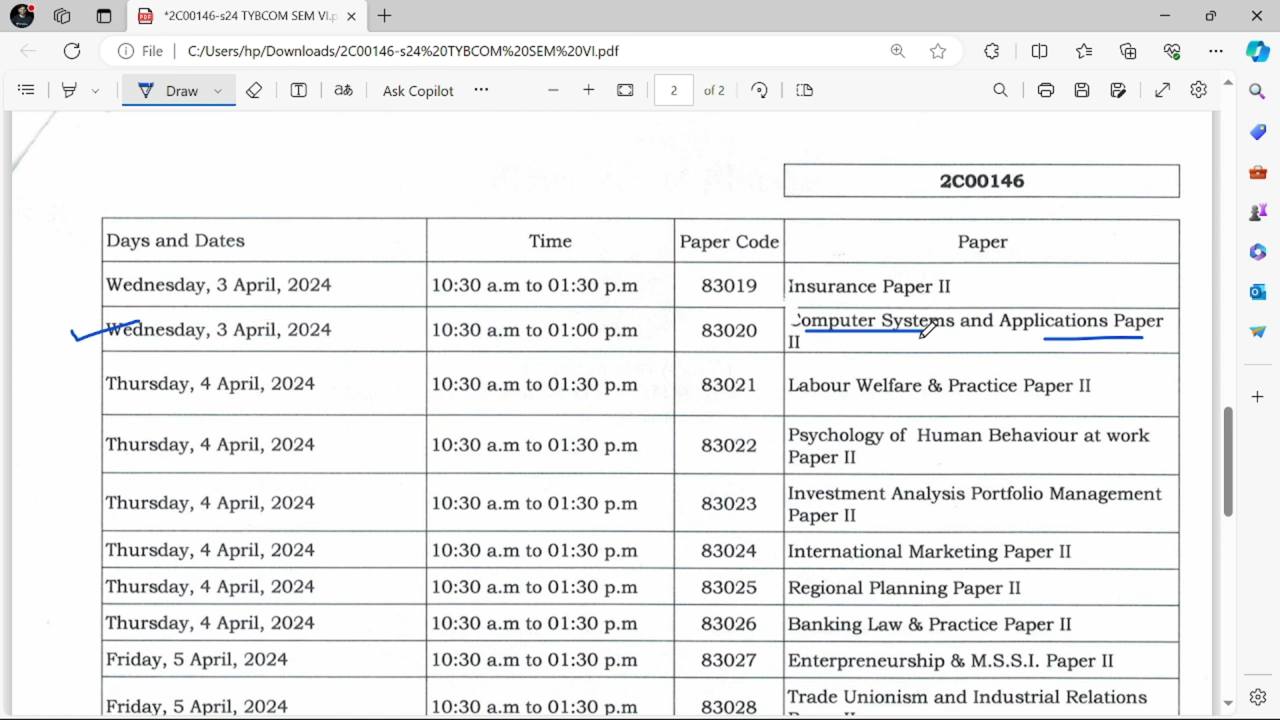 *2C00146-s24 TYBCOM SEM VI.p
File
C:/Users/hp/Downloads/2C00146-s24%20TYBCOM%20SEM%20VI.pdf
Draw
aあ
Ask Copilot
2
of 2
2C00146
Days and Dates Time Paper Code Paper
Wednesday, 3 April, 2024 10:30 a.m to 01:30 p.m 83019 Insurance Paper II
Wednesday, 3 April, 2024 10:30 a.m to 01:00 p.m 83020 Computer Systems and Applications Paper
II
Thursday, 4 April, 2024 10:30 a.m to 01:30 p.m 83021 Labour Welfare & Practice Paper II
Thursday, 4 April, 2024 10:30 a.m to 01:30 p.m 83022 Psychology of Human Behaviour at work
Paper II
Thursday, 4 April, 2024 10:30 a.m to 01:30 p.m 83023 Investment Analysis Portfolio Management
Paper II
Thursday, 4 April, 2024 10:30 a.m to 01:30 p.m 83024 International Marketing Paper II
Thursday, 4 April, 2024 10:30 a.m to 01:30 p.m 83025 Regional Planning Paper II
Thursday, 4 April, 2024 10:30 a.m to 01:30 p.m 83026 Banking Law & Practice Paper II
Friday, 5 April, 2024 10:30 a.m to 01:30 p.m 83027 Enterpreneurship & M.S.S.I. Paper II
Friday, 5 April, 2024 10:30 a.m to 01:30 p.m 83028 Trade Unionism and Industrial Relations